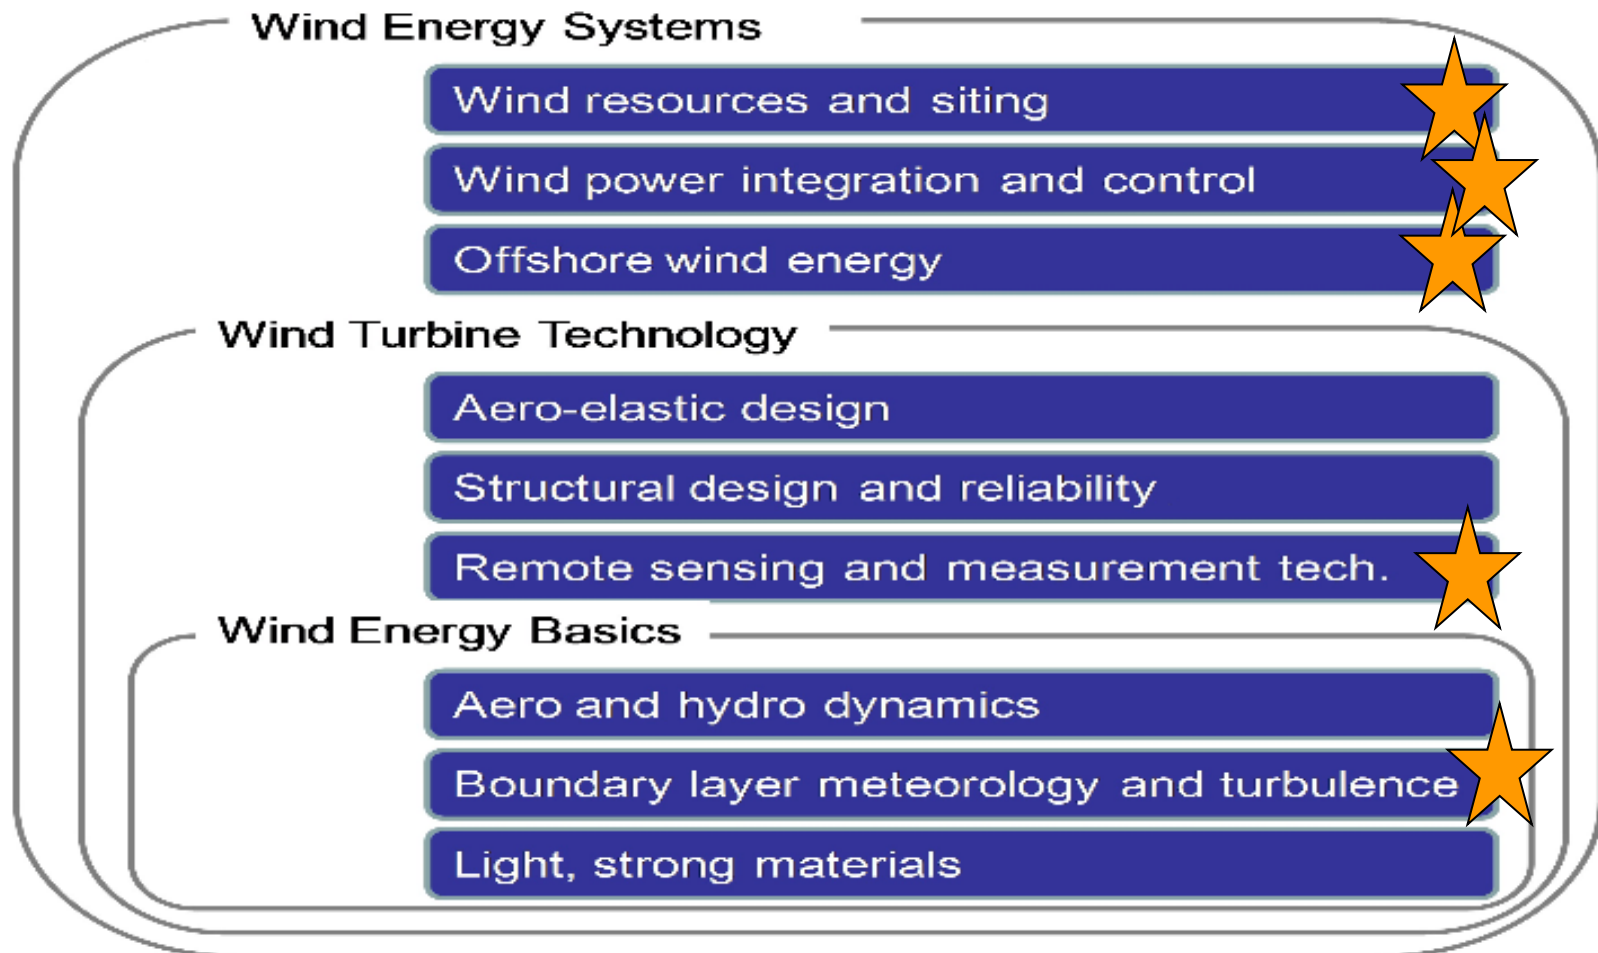 Wind Energy Systems
Wind resources and siting
Wind power integration and control
Offshore wind energy
Wind Turbine Technology
Aero-elastic design
Structural design and reliability
Remote sensing and measurement tech.
Wind Energy Basics
Aero and hydro dynamics
Boundary layer meteorology and turbulence
Light, strong materials